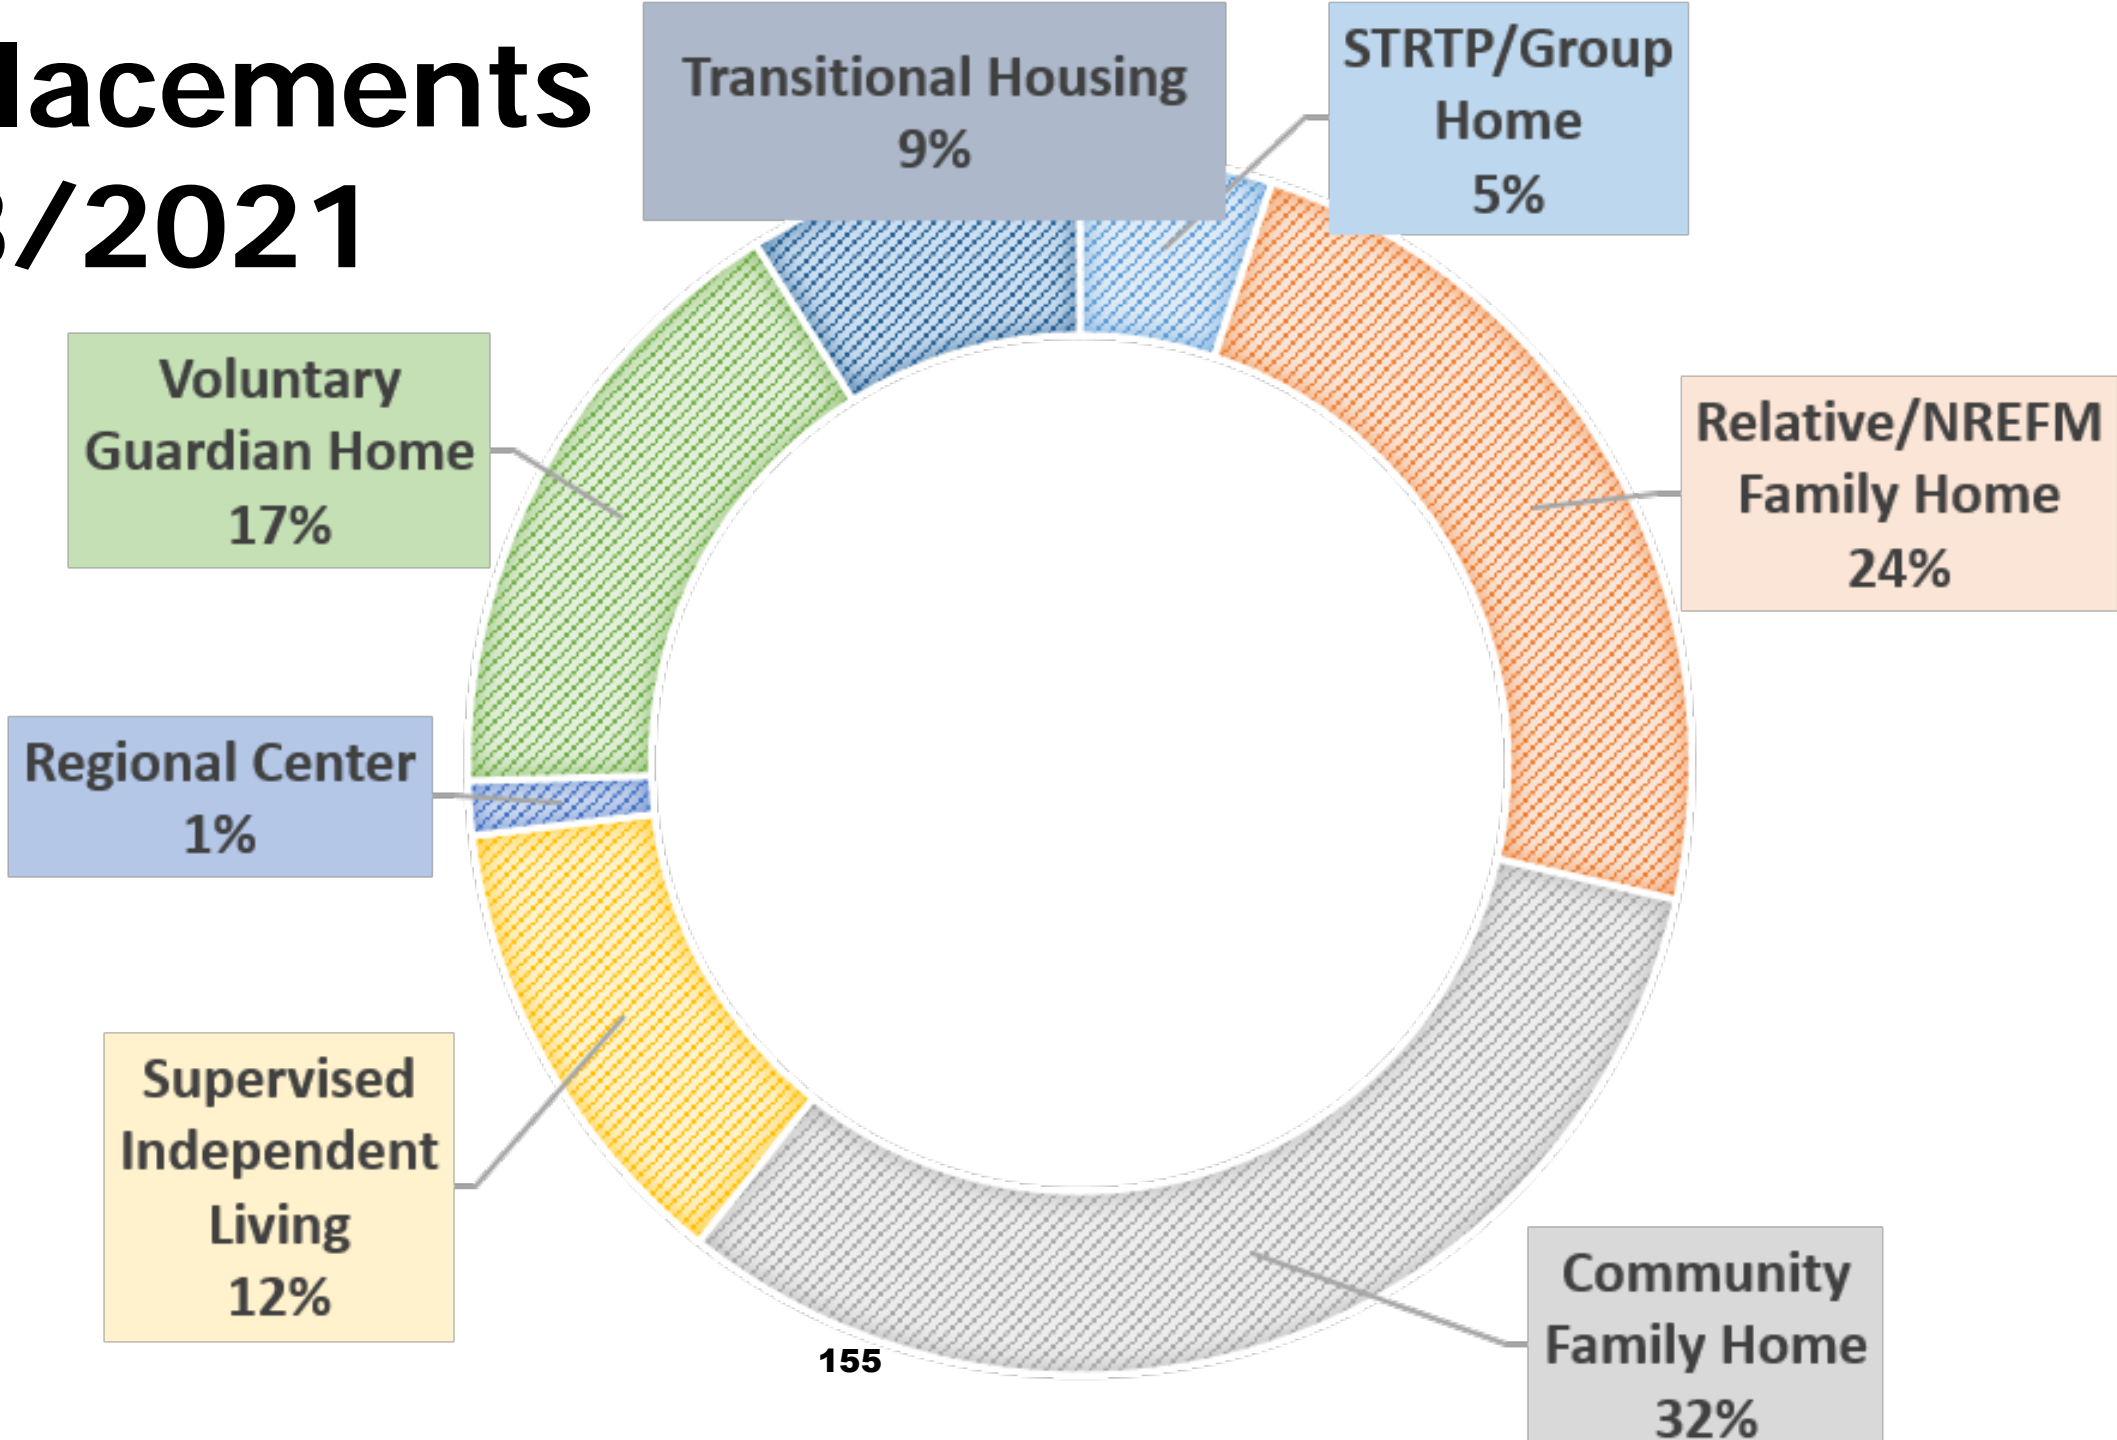 lacements
3/2021
Transitional Housing
9%
STRTP/Group
Home
5%
Relative/NREFM
Family Home
24%
Voluntary
Guardian Home
17%
Regional Center
1%
Supervised
Independent
Living
12%
Community
Family Home
32%
155